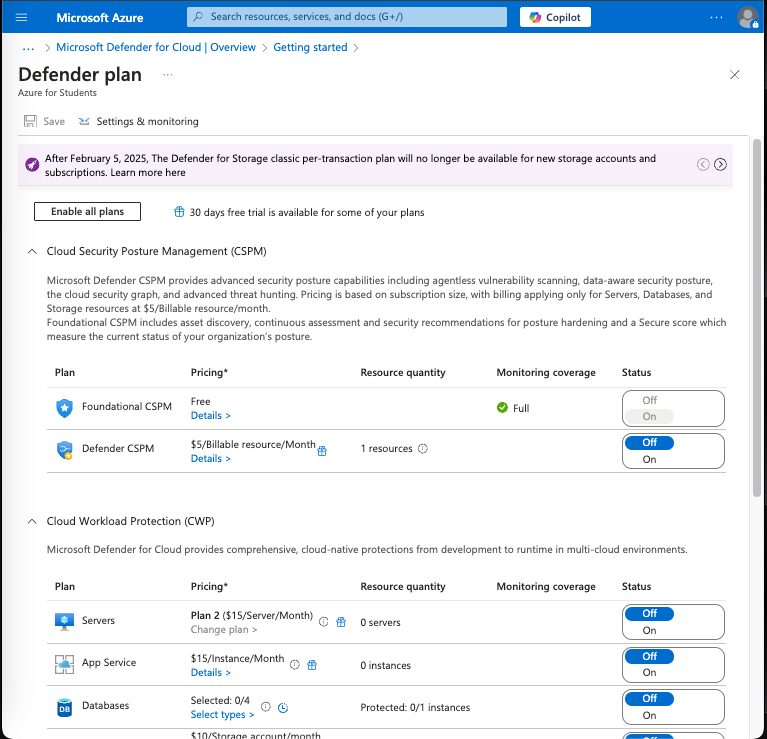 Microsoft Azure
Search resources, services, and docs (G+/)
Copilot
...
... > Microsoft Defender for Cloud | Overview > Getting started >
Defender plan ...
Azure for Students
Save
Settings & monitoring
After February 5, 2025, The Defender for Storage classic per-transaction plan will no longer be available for new storage accounts and
subscriptions. Learn more here
Enable all plans
30 days free trial is available for some of your plans
Cloud Security Posture Management (CSPM)
Microsoft Defender CSPM provides advanced security posture capabilities including agentless vulnerability scanning, data-aware security posture,
the cloud security graph, and advanced threat hunting. Pricing is based on subscription size, with billing applying only for Servers, Databases, and
Storage resources at $5/Billable resource/month.
Foundational CSPM includes asset discovery, continuous assessment and security recommendations for posture hardening and a Secure score which
measure the current status of your organization's posture.
Plan Pricing* Resource quantity Monitoring coverage Status
Foundational CSPM
Free
Details >
Full
Off
On
Defender CSPM
$5/Billable resource/Month
Details >
1 resources
Off
On
Cloud Workload Protection (CWP)
Microsoft Defender for Cloud provides comprehensive, cloud-native protections from development to runtime in multi-cloud environments.
Plan Pricing* Resource quantity Monitoring coverage Status
Servers
Plan 2 ($15/Server/Month)
Change plan >
0 servers
Off
On
App Service
$15/Instance/Month
Details >
0 instances
Off
On
DB
Databases
Selected: 0/4
Select types >
Protected: 0/1 instances
Off
On
$10/Storage account/month